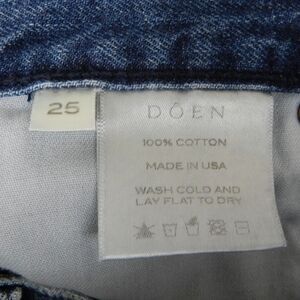 25
DÔEN
100% COTTON
MADE IN USA
WASH COLD AND
LAY FLAT TO DRY